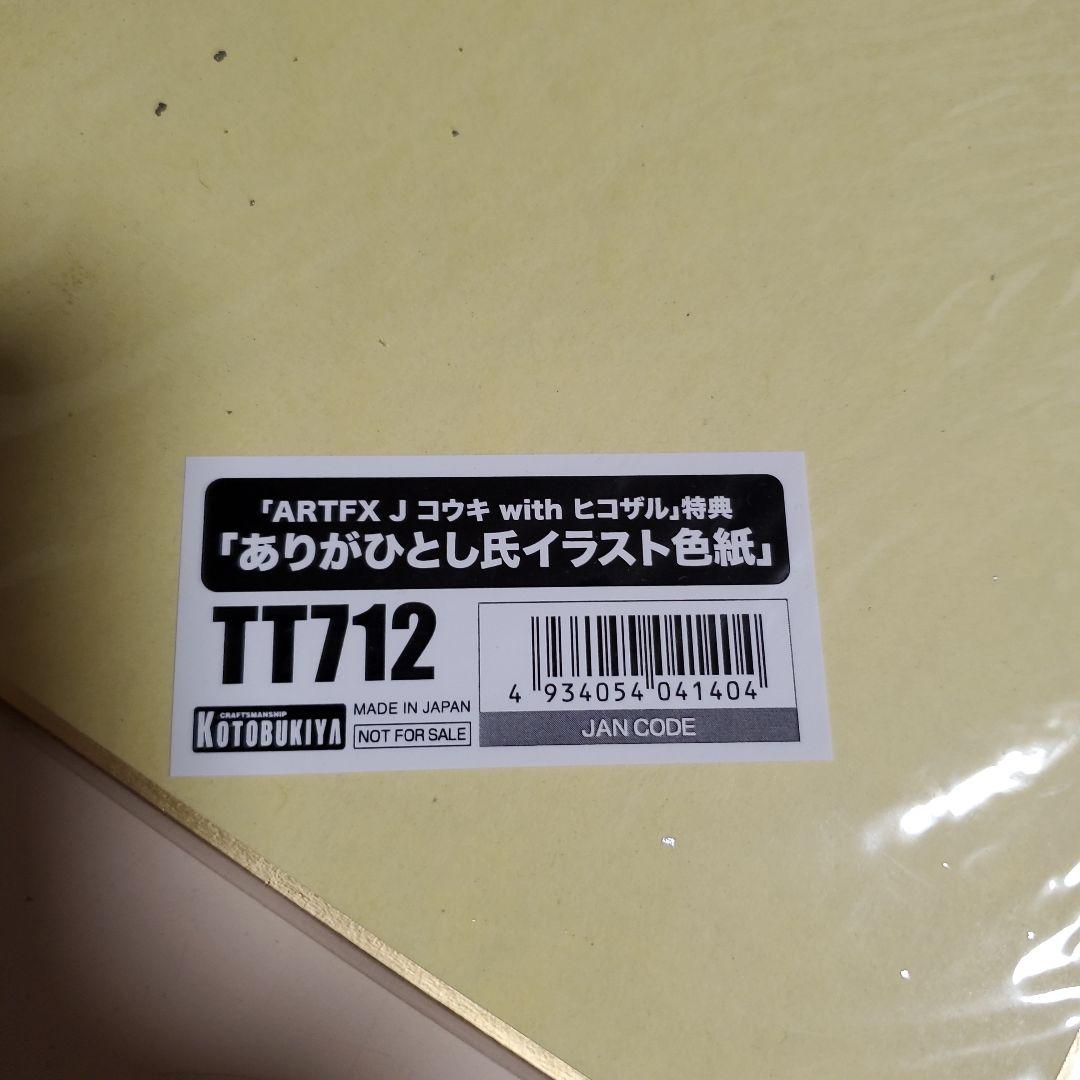 「ARTFX J コウキ with ヒコザル」特典
「ありがひとし氏イラスト色紙」
TT712
CRAFTSMANSHIP
KOTOBUKIYA
MADE IN JAPAN
NOT FOR SALE
4 934054 041404
JAN CODE